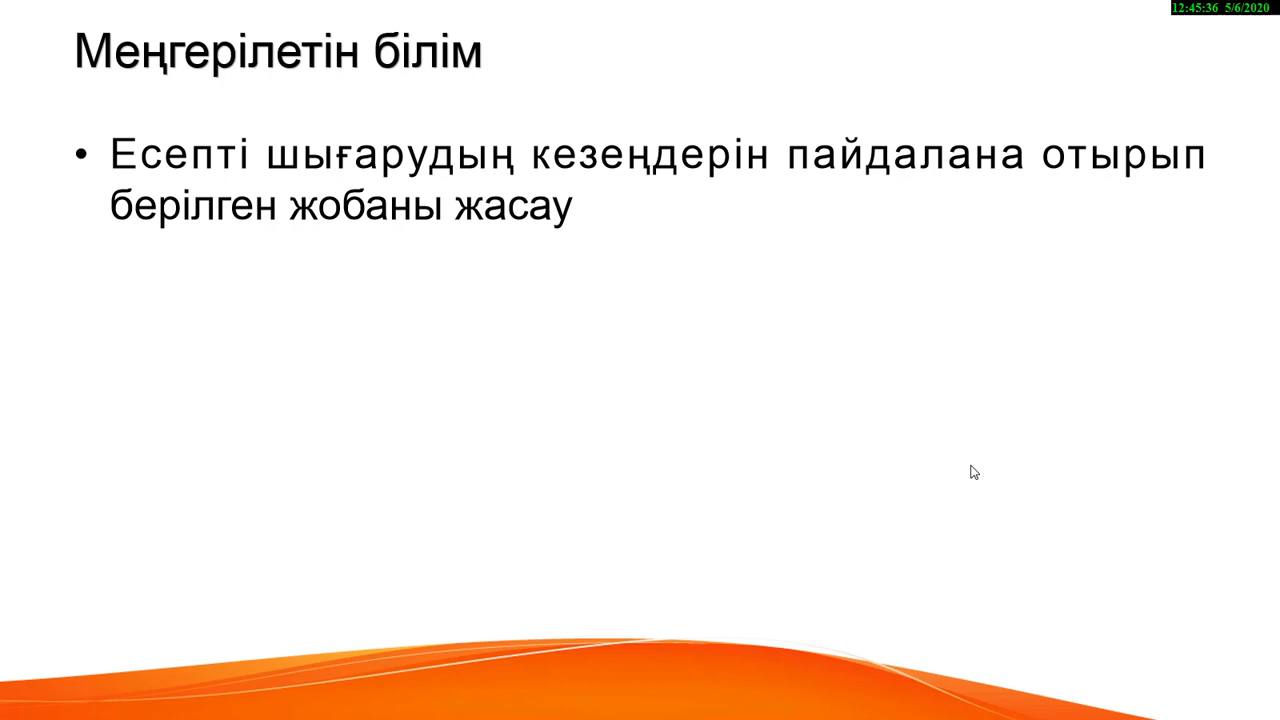 12:45:36 5/6/2020
Меңгерілетін білім
• Есепті шығарудың кезеңдерін пайдалана отырып
берілген жобаны жасау